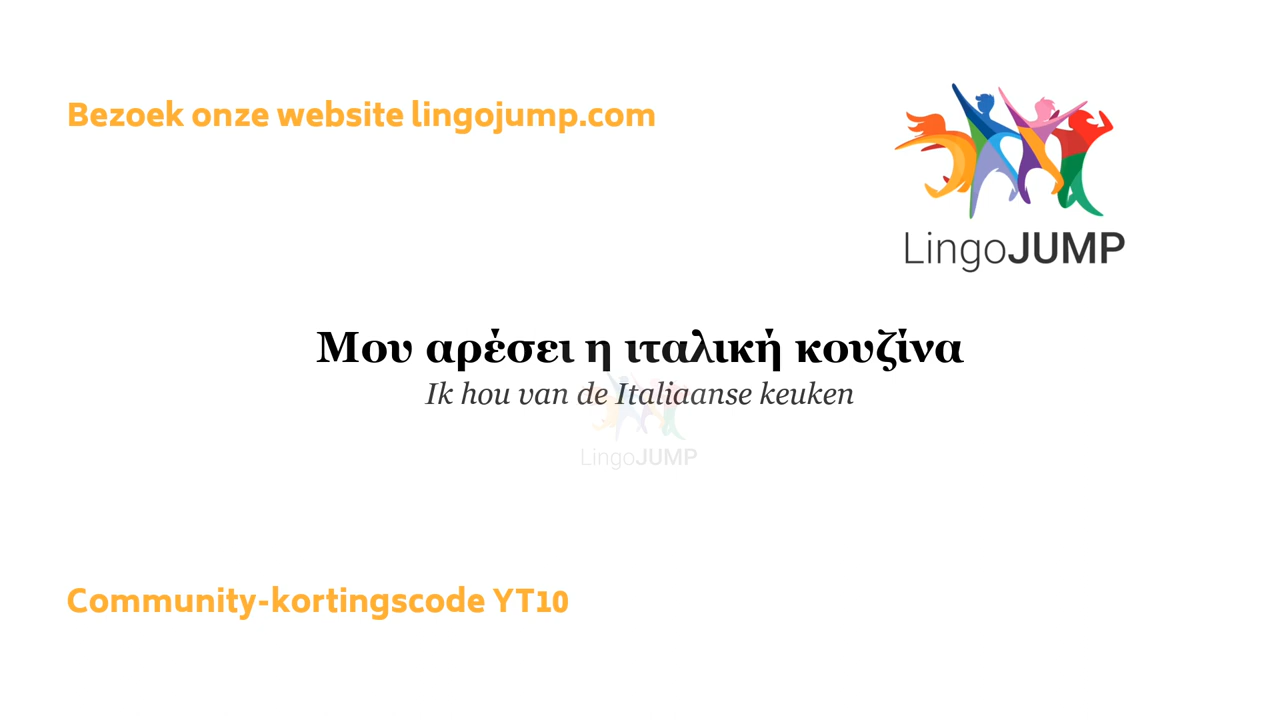 Bezoek onze website lingojump.com
LingoJUMP
Μου αρέσει η ιταλική κουζίνα
Ik hou van de Italiaanse keuken
LingoJUMP
Community-kortingscode YT10